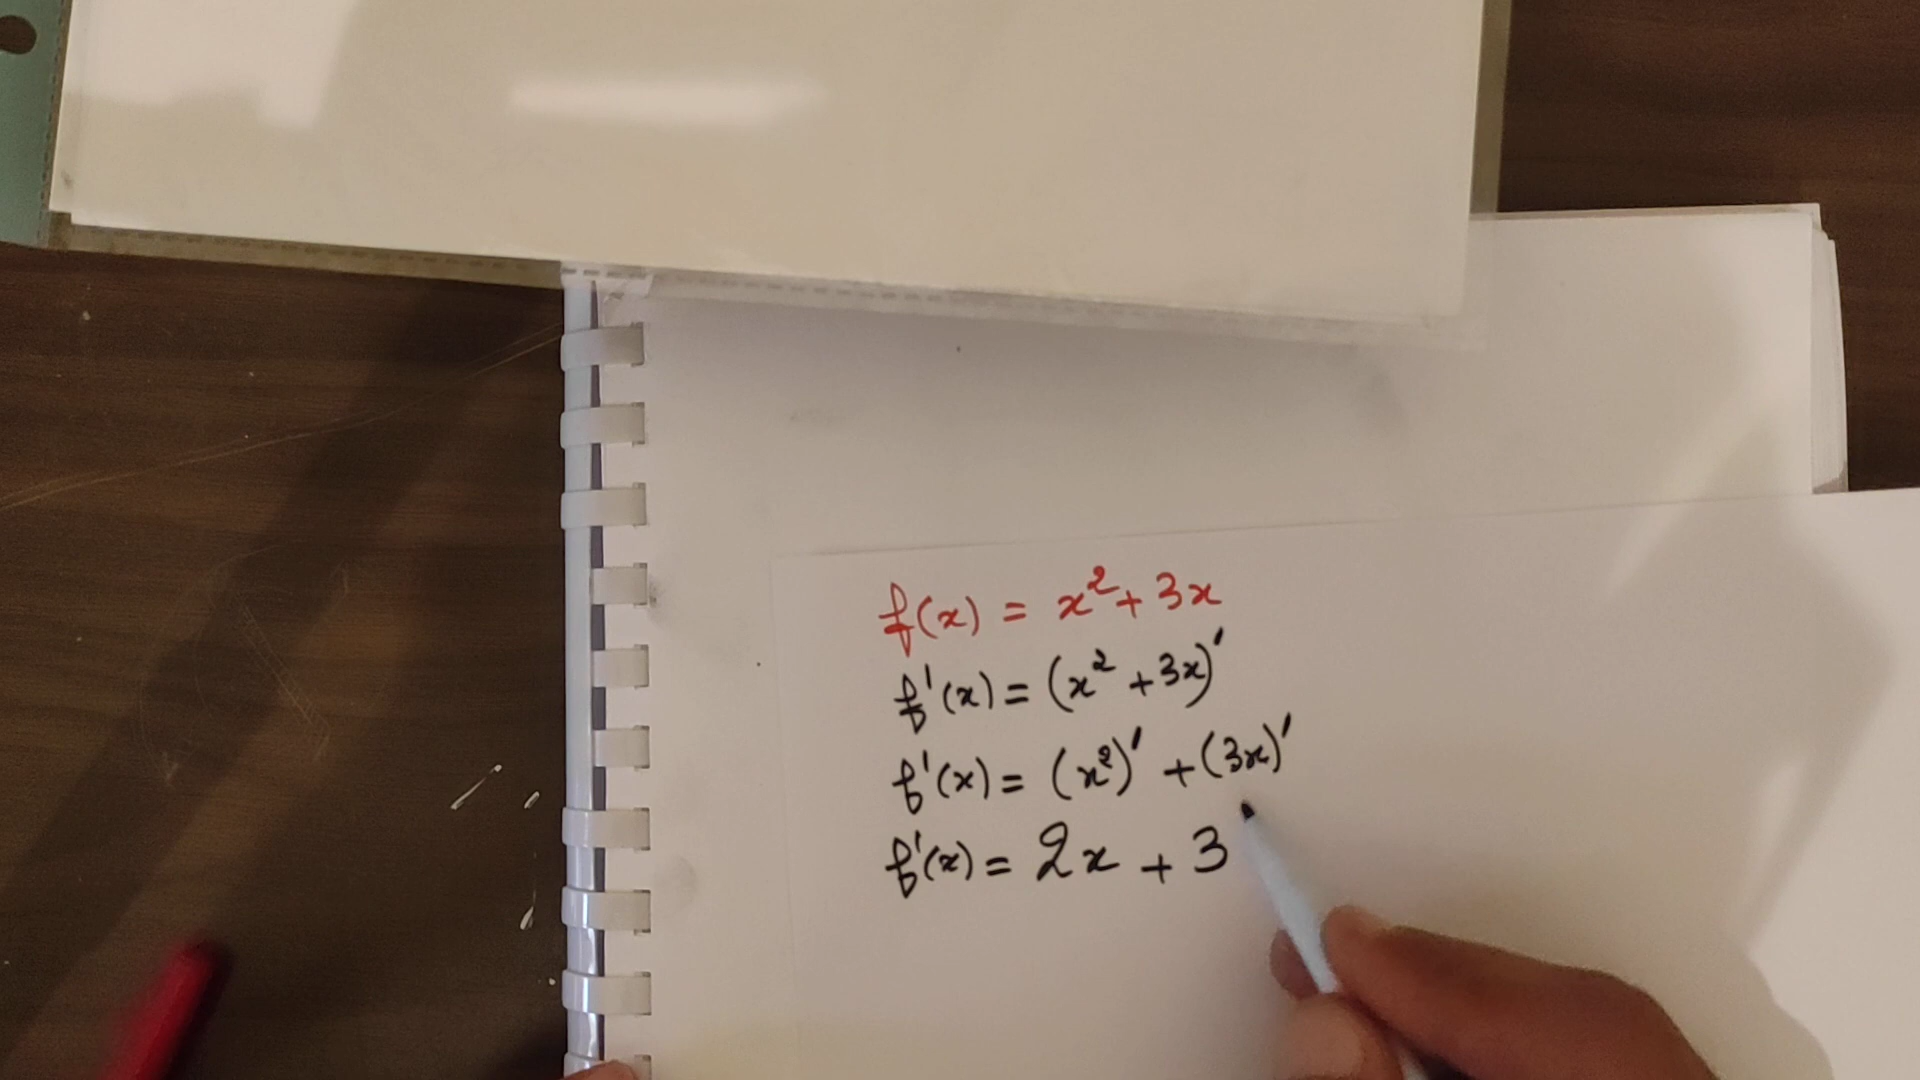 f(x) = x² + 3x
f'(x) = (x² + 3x)'
f'(x) = (x²)' + (3x)'
f'(x) = 2x + 3